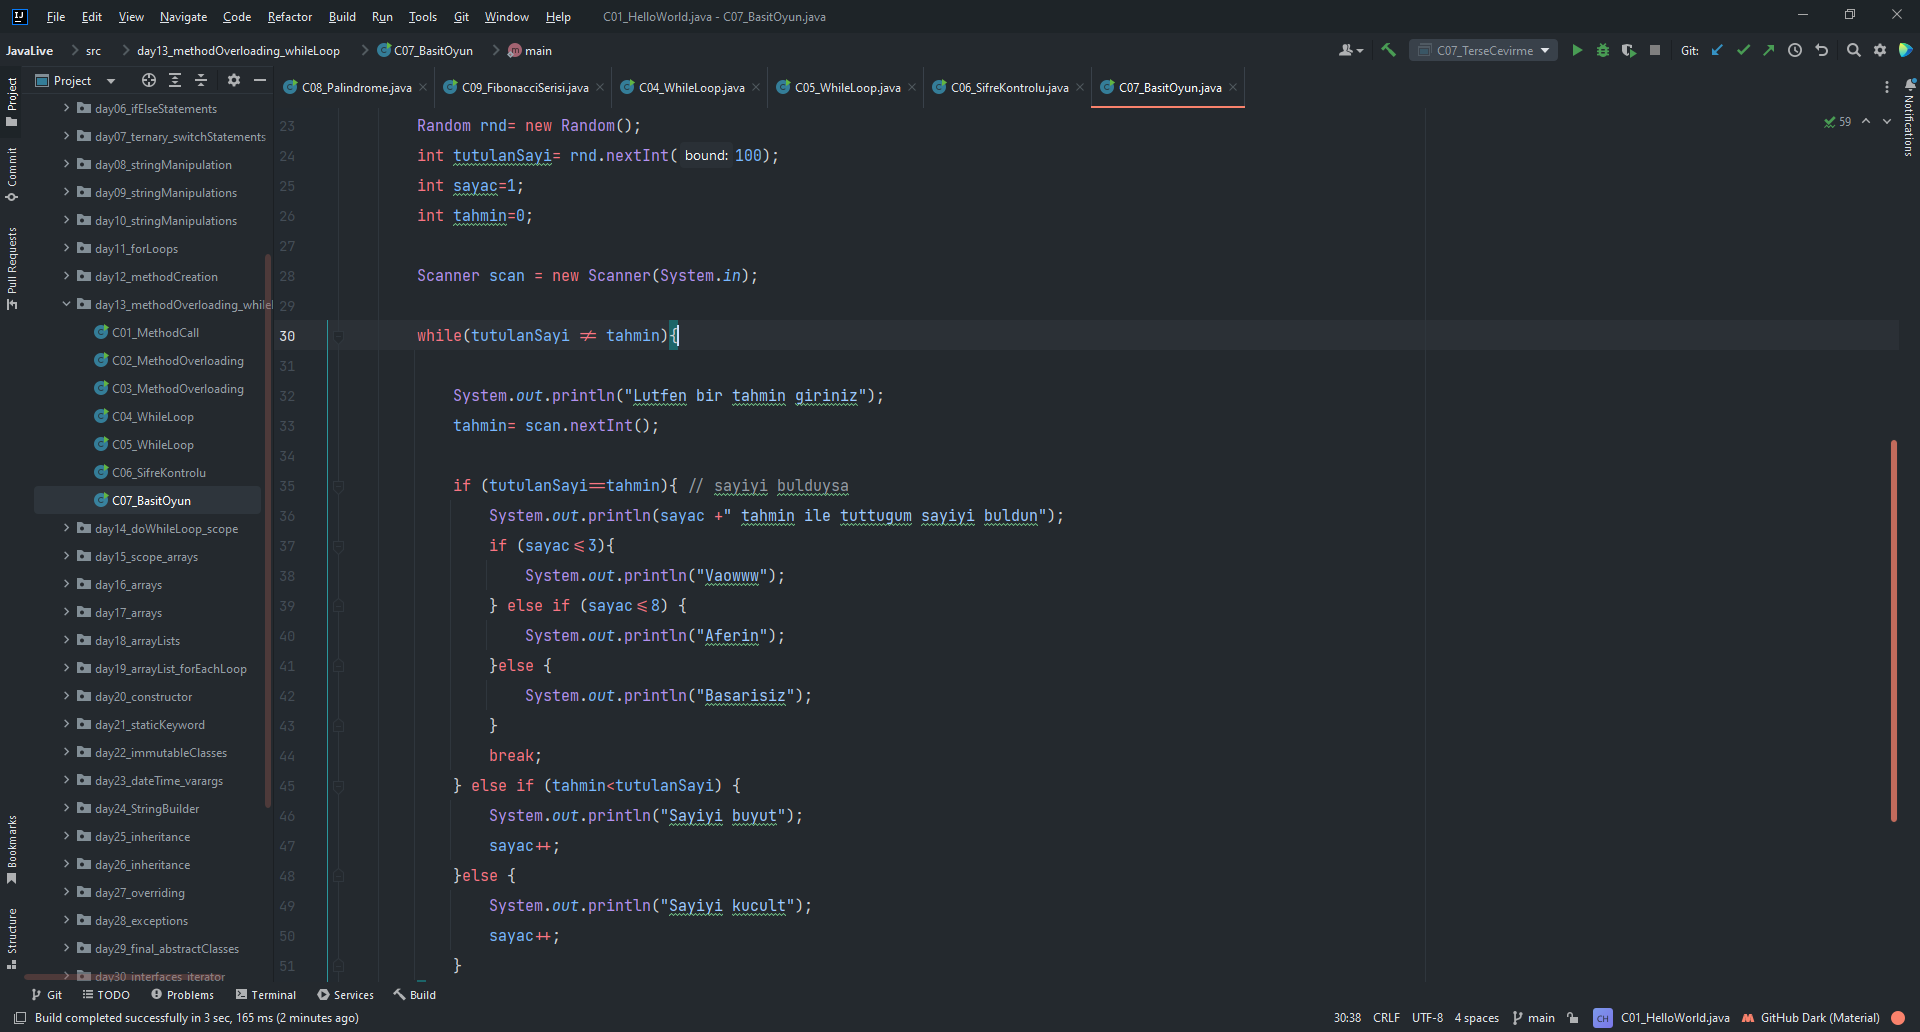 File Edit View Navigate Code Refactor Build Run Tools Git Window Help C01_HelloWorld.java - C07_BasitOyun.java
JavaLive src day13_methodOverloading_whileLoop C07_BasitOyun main C07_TerseCevirme Git:
Project
C08_Palindrome.java C09_FibonacciSerisi.java C04_WhileLoop.java C05_WhileLoop.java C06_SifreKontrolu.java C07_BasitOyun.java
Project
Commit
Pull Requests
Bookmarks
Structure
day06_ifElseStatements
day07_ternary_switchStatements
day08_stringManipulation
day09_stringManipulations
day10_stringManipulations
day11_forLoops
day12_methodCreation
day13_methodOverloading_while
C01_MethodCall
C02_MethodOverloading
C03_MethodOverloading
C04_WhileLoop
C05_WhileLoop
C06_SifreKontrolu
C07_BasitOyun
day14_doWhileLoop_scope
day15_scope_arrays
day16_arrays
day17_arrays
day18_arrayLists
day19_arrayList_forEachLoop
day20_constructor
day21_staticKeyword
day22_immutableClasses
day23_dateTime_varargs
day24_StringBuilder
day25_inheritance
day26_inheritance
day27_overriding
day28_exceptions
day29_final_abstractClasses
day30_interfaces_iterator
23 Random rnd= new Random();
24 int tutulanSayi= rnd.nextInt( bound: 100);
25 int sayac=1;
26 int tahmin=0;
27
28 Scanner scan = new Scanner(System.in);
29
30 while(tutulanSayi ≠ tahmin){
31
32 System.out.println("Lutfen bir tahmin giriniz");
33 tahmin= scan.nextInt();
34
35 if (tutulanSayi==tahmin){ // sayiyi bulduysa
36 System.out.println(sayac +" tahmin ile tuttugum sayiyi buldun");
37 if (sayac≤3){
38 System.out.println("Vaowww");
39 } else if (sayac≤8) {
40 System.out.println("Aferin");
41 }else {
42 System.out.println("Basarisiz");
43 }
44 break;
45 } else if (tahmin<tutulanSayi) {
46 System.out.println("Sayiyi buyut");
47 sayac++;
48 }else {
49 System.out.println("Sayiyi kucult");
50 sayac++;
51 }
59
Notifications
Git TODO Problems Terminal Services Build
Build completed successfully in 3 sec, 165 ms (2 minutes ago) 30:38 CRLF UTF-8 4 spaces main CH C01_HelloWorld.java GitHub Dark (Material)